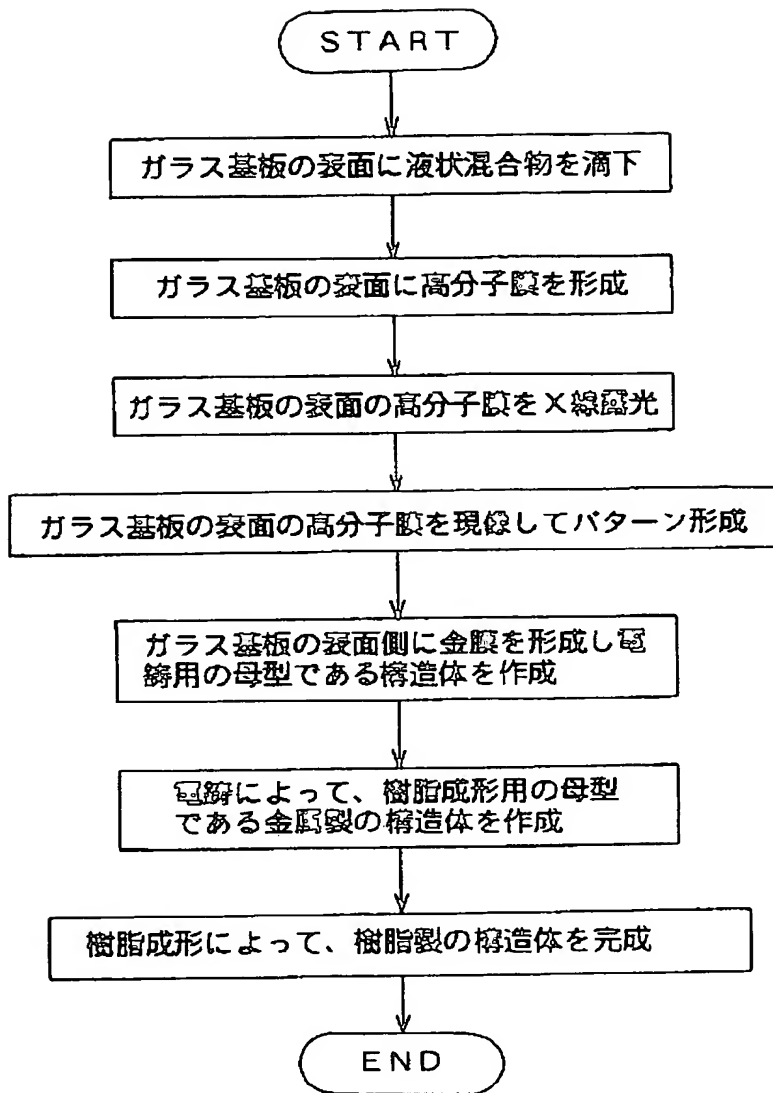 START
ガラス基板の表面に液状混合物を滴下
ガラス基板の表面に高分子膜を形成
ガラス基板の表面の高分子膜をX線露光
ガラス基板の表面の高分子膜を現像してパターン形成
ガラス基板の表面側に金膜を形成し電
鋳用の母型である構造体を作成
電鋳によって、樹脂成形用の母型
である金属製の構造体を作成
樹脂成形によって、樹脂製の構造体を完成
END